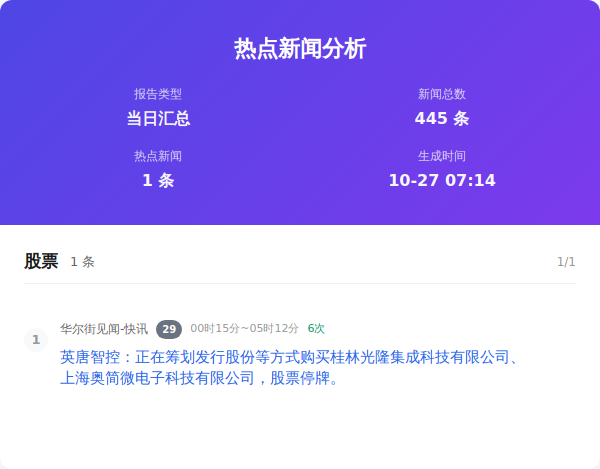 热点新闻分析
报告类型
新闻总数
当日汇总
445 条
热点新闻
生成时间
1 条
10-27 07:14
股票 1 条 1/1
1 华尔街见闻-快讯 29 00时15分~05时12分 6次
英唐智控：正在筹划发行股份等方式购买桂林光隆集成科技有限公司、
上海奥简微电子科技有限公司，股票停牌。